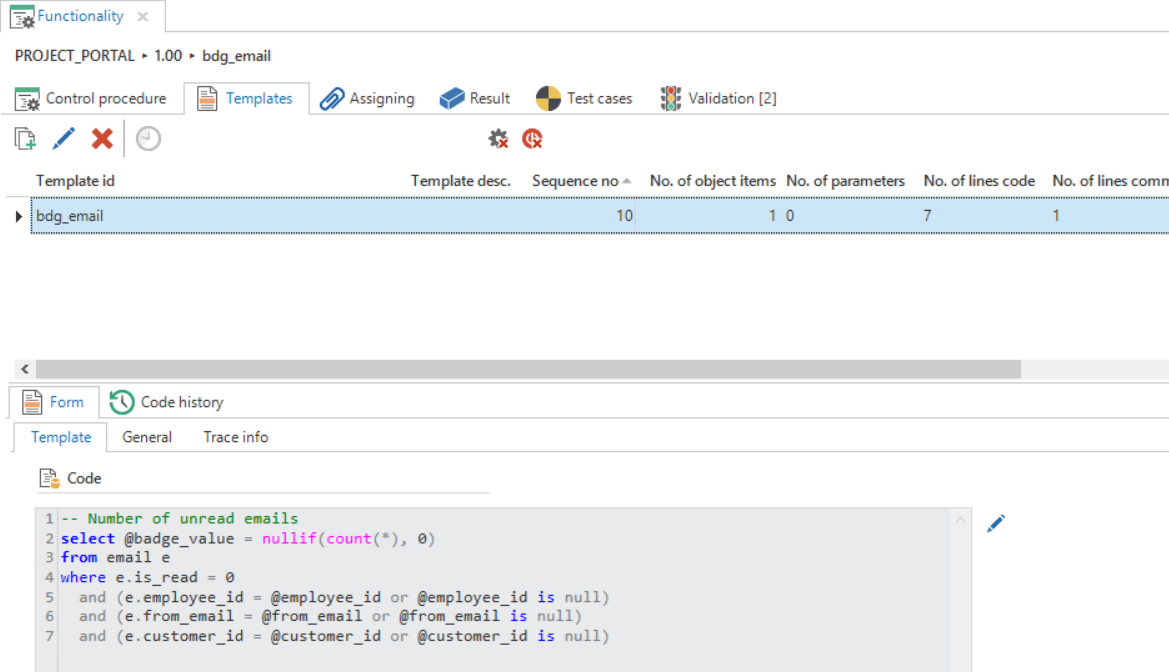 Functionality
PROJECT_PORTAL ▸ 1.00 ▸ bdg_email
Control procedure Templates Assigning Result Test cases Validation [2]
Template id Template desc. Sequence no No. of object items No. of parameters No. of lines code No. of lines comm
bdg_email 10 1 0 7 1
Form Code history
Template General Trace info
Code
1 -- Number of unread emails
2 select @badge_value = nullif(count(*), 0)
3 from email e
4 where e.is_read = 0
5   and (e.employee_id = @employee_id or @employee_id is null)
6   and (e.from_email = @from_email or @from_email is null)
7   and (e.customer_id = @customer_id or @customer_id is null)